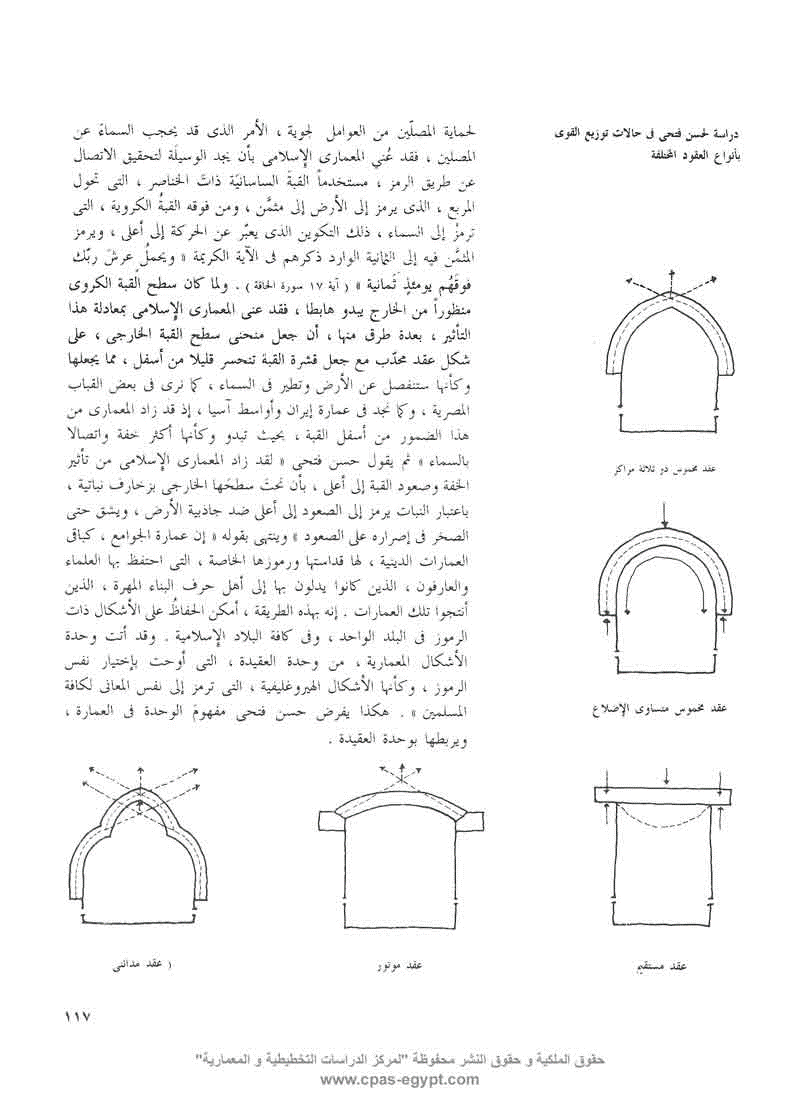 دراسة لحسن فتحى فى حالات توزيع القوى
بأنواع العقود المختلفة
لحماية المصلّين من العوامل لجوية ، الأمر الذى قد يحجب السماءَ عن
المصلين ، فقد عُني المعمارى الإسلامى بأن يجد الوسيلَة لتحقيق الاتصال
عن طريق الرمز ، مستخدماً القبةَ الساسانيّة ذاتَ الخناصر ، التى تحول
المربع ، الذى يرمز إلى الأرض إلى مثمَّن ، ومن فوقه القبةُ الكروية ، التى
ترمزُ إلى السماء ، ذلك التكوين الذى يعبّر عن الحركة إلى أعلى ، ويرمز
المثمَّن فيه إلى الثمانية الوارد ذكرهم فى الآية الكريمة « ويحملُ عرشَ ربّك
فوقَهُم يومئذٍ ثَمانية » ( آية ١٧ سورة الحاقة ) . ولما كان سطح القبة الكروى
منظوراً من الخارج يبدو هابطا ، فقد عنى المعمارى الإسلامى بمعادلة هذا
التأثير ، بعدة طرق منها ، أن جعل منحنى سطح القبة الخارجى ، على
شكل عقد محدّب مع جعل قشرة القبة تنحسر قليلا من أسفل ، مما يجعلها
وكأنها ستنفصل عن الأرض وتطير فى السماء ، كما نرى فى بعض القباب
المصرية ، وكما نجد فى عمارة إيران وأواسط آسيا ، إذ قد زاد المعمارى من
هذا الضمور من أسفل القبة ، بحيث تبدو وكأنها أكثر خفة واتصالا
بالسماء » ثم يقول حسن فتحى « لقد زاد المعمارى الإسلامى من تأثير
الخفة وصعود القبة إلى أعلى ، بأن نحتَ سطحَها الخارجى بزخارف نباتية ،
باعتبار النبات يرمز إلى الصعود إلى أعلى ضد جاذبية الأرض ، ويشق حتى
الصخر فى إصراره على الصعود » وينتهى بقوله « إن عمارة الجوامع ، كباقى
العمارات الدينية ، لها قداستها ورموزها الخاصة ، التى احتفظ بها العلماء
والعارفون ، الذين كانوا يدلون بها إلى أهل حرف البناء المهرة ، الذين
أنتجوا تلك العمارات . إنه بهذه الطريقة ، أمكن الحفاظُ على الأشكال ذات
الرموز فى البلد الواحد ، وفى كافة البلاد الإسلامية . وقد أتت وحدة
الأشكال المعمارية ، من وحدة العقيدة ، التى أوحت بإختيار نفس
الرموز ، وكأنها الأشكال الهيروغليفية ، التى ترمز إلى نفس المعانى لكافة
المسلمين » . هكذا يفرض حسن فتحى مفهومَ الوحدة فى العمارة ،
ويربطها بوحدة العقيدة .
عقد مخموس ذو ثلاثة مراكز
عقد مخموس متساوى الإضلاع
عقد مستقيم
عقد موتور
( عقد مدائنى
١١٧
حقوق الملكية و حقوق النشر محفوظة "لمركز الدراسات التخطيطية و المعمارية"
www.cpas-egypt.com